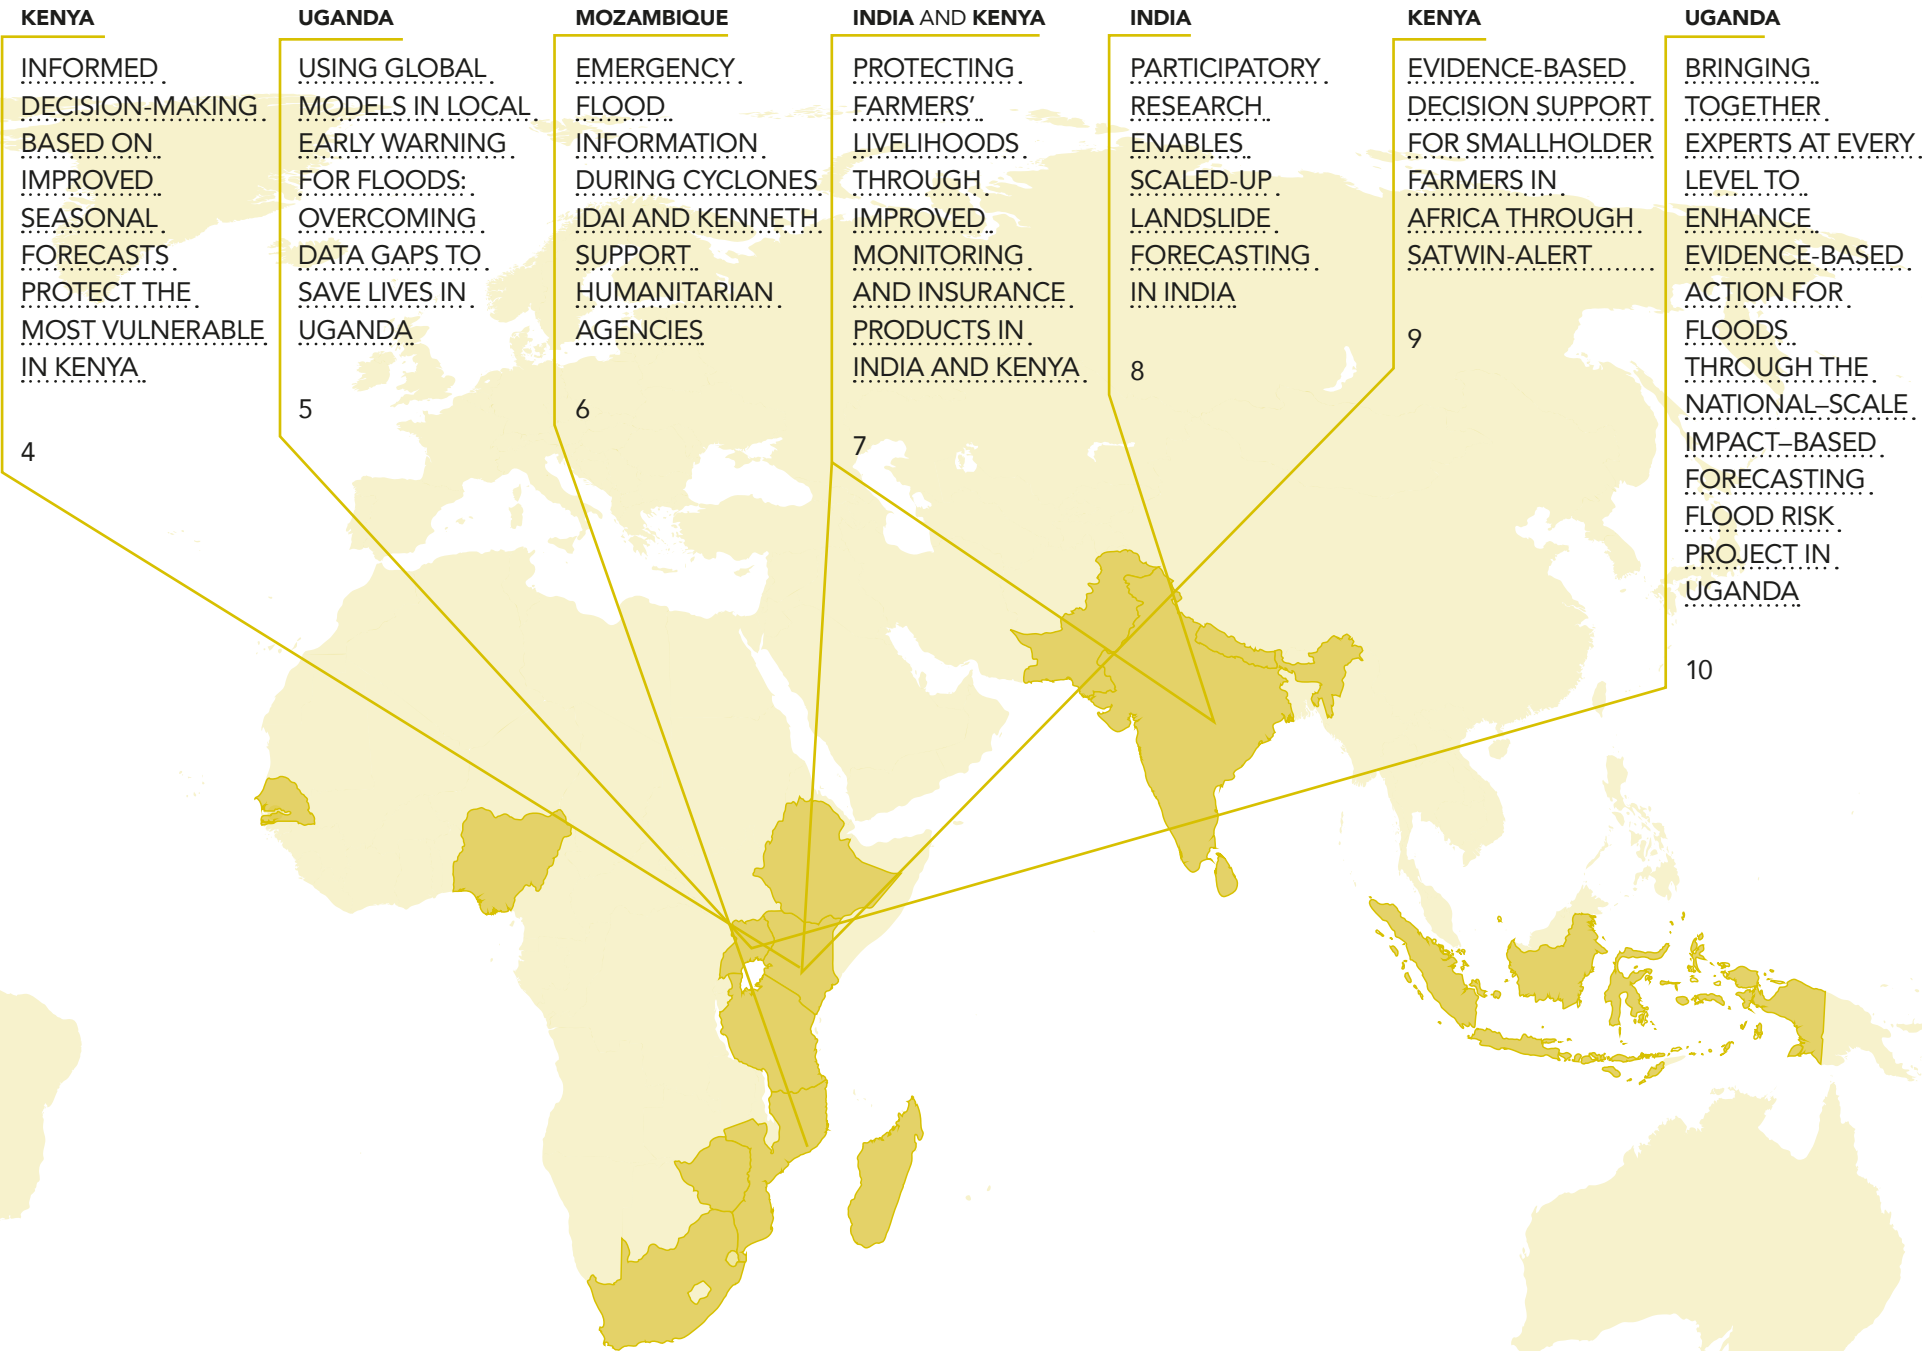 KENYA
INFORMED
DECISION-MAKING
BASED ON
IMPROVED
SEASONAL
FORECASTS
PROTECT THE
MOST VULNERABLE
IN KENYA
4
UGANDA
USING GLOBAL
MODELS IN LOCAL
EARLY WARNING
FOR FLOODS:
OVERCOMING
DATA GAPS TO
SAVE LIVES IN
UGANDA
5
MOZAMBIQUE
EMERGENCY
FLOOD
INFORMATION
DURING CYCLONES
IDAI AND KENNETH
SUPPORT
HUMANITARIAN
AGENCIES
6
INDIA AND KENYA
PROTECTING
FARMERS’
LIVELIHOODS
THROUGH
IMPROVED
MONITORING
AND INSURANCE
PRODUCTS IN
INDIA AND KENYA
7
INDIA
PARTICIPATORY
RESEARCH
ENABLES
SCALED-UP
LANDSLIDE
FORECASTING
IN INDIA
8
KENYA
EVIDENCE-BASED
DECISION SUPPORT
FOR SMALLHOLDER
FARMERS IN
AFRICA THROUGH
SATWIN-ALERT
9
UGANDA
BRINGING
TOGETHER
EXPERTS AT EVERY
LEVEL TO
ENHANCE
EVIDENCE-BASED
ACTION FOR
FLOODS
THROUGH THE
NATIONAL–SCALE
IMPACT–BASED
FORECASTING
FLOOD RISK
PROJECT IN
UGANDA
10